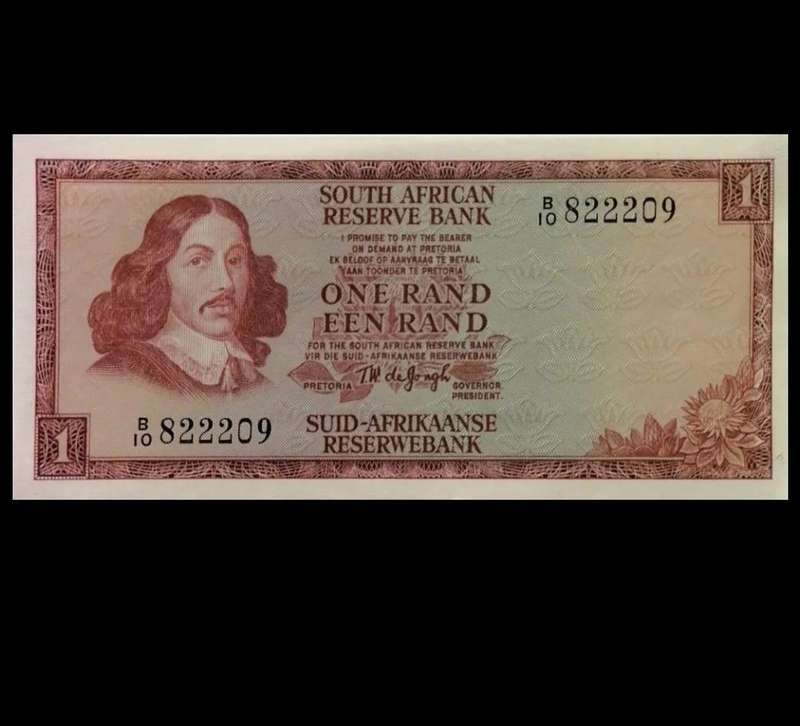 1
SOUTH AFRICAN
RESERVE BANK
B/10 822209
I PROMISE TO PAY THE BEARER
ON DEMAND AT PRETORIA
EK BELOOF OP AANVRAAG TE BETAAL
AAN TOONDER TE PRETORIA
ONE RAND
EEN RAND
FOR THE SOUTH AFRICAN RESERVE BANK
VIR DIE SUID-AFRIKAANSE RESERWEBANK
T.W. de Jongh
PRETORIA
GOVERNOR
PRESIDENT.
B/10 822209
SUID-AFRIKAANSE
RESERWEBANK
1